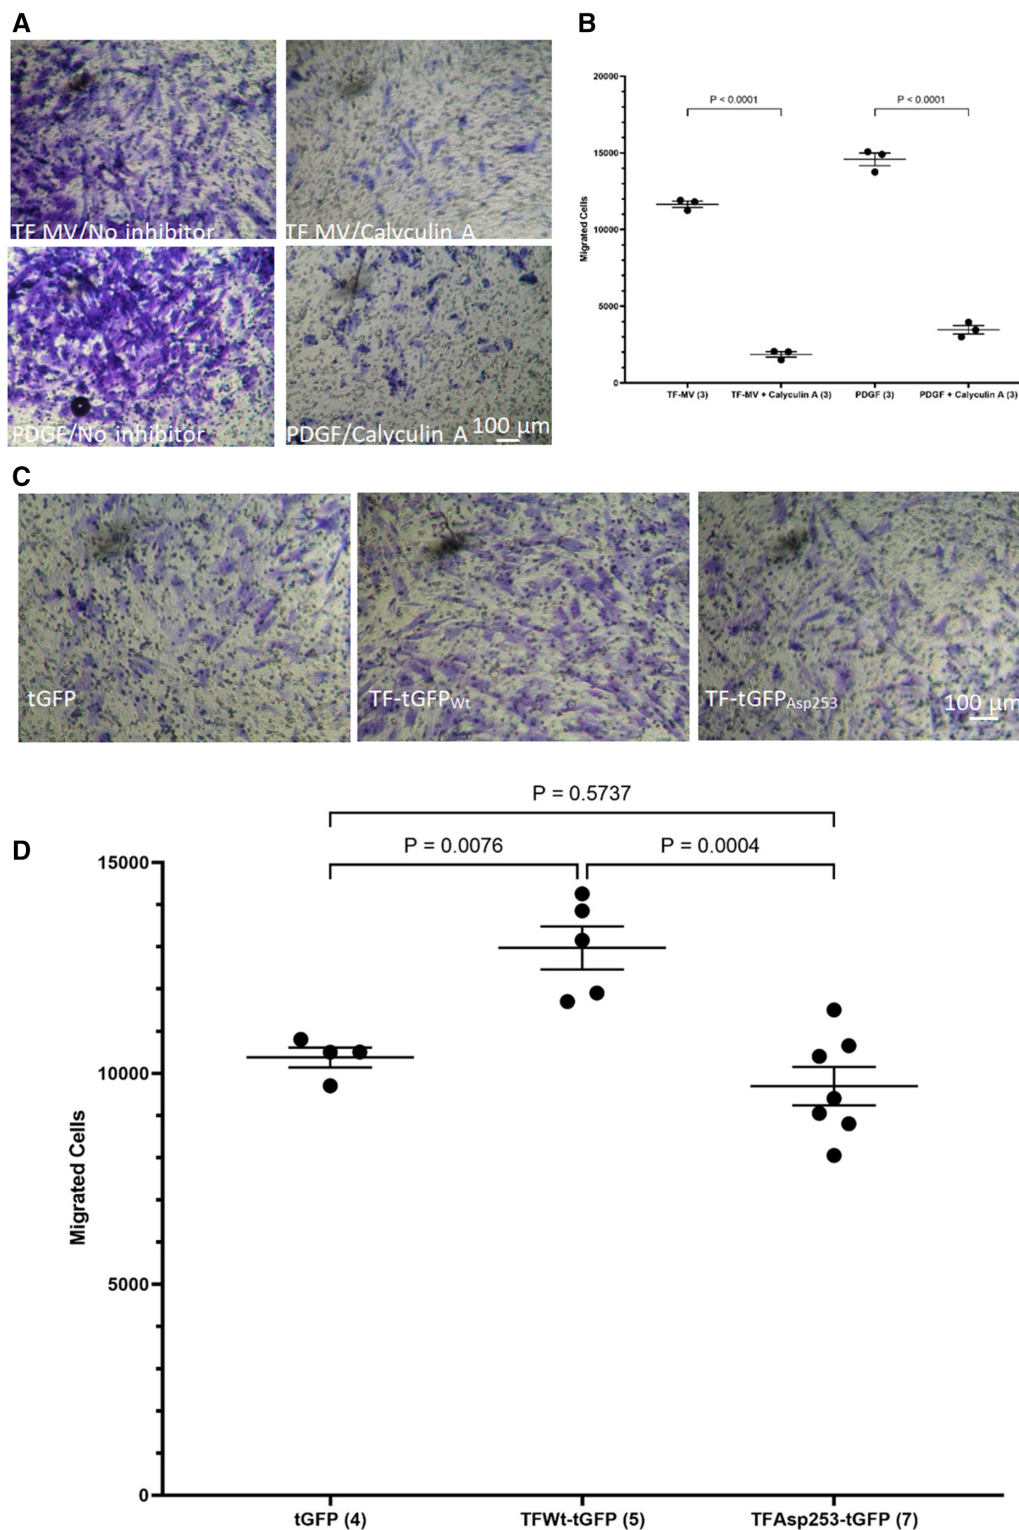 A
TF MV/No inhibitor
TF MV/Calyculin A
PDGF/No inhibitor
PDGF/Calyculin A
100 µm
B
20000
15000
10000
5000
0
Migrated Cells
P < 0.0001
P < 0.0001
TF-MV (3)
TF-MV + Calyculin A (3)
PDGF (3)
PDGF + Calyculin A (3)
C
tGFP
TF-tGFPWt
TF-tGFPAsp253
100 µm
D
P = 0.5737
P = 0.0076
P = 0.0004
15000
10000
5000
0
Migrated Cells
tGFP (4)
TFWt-tGFP (5)
TFAsp253-tGFP (7)